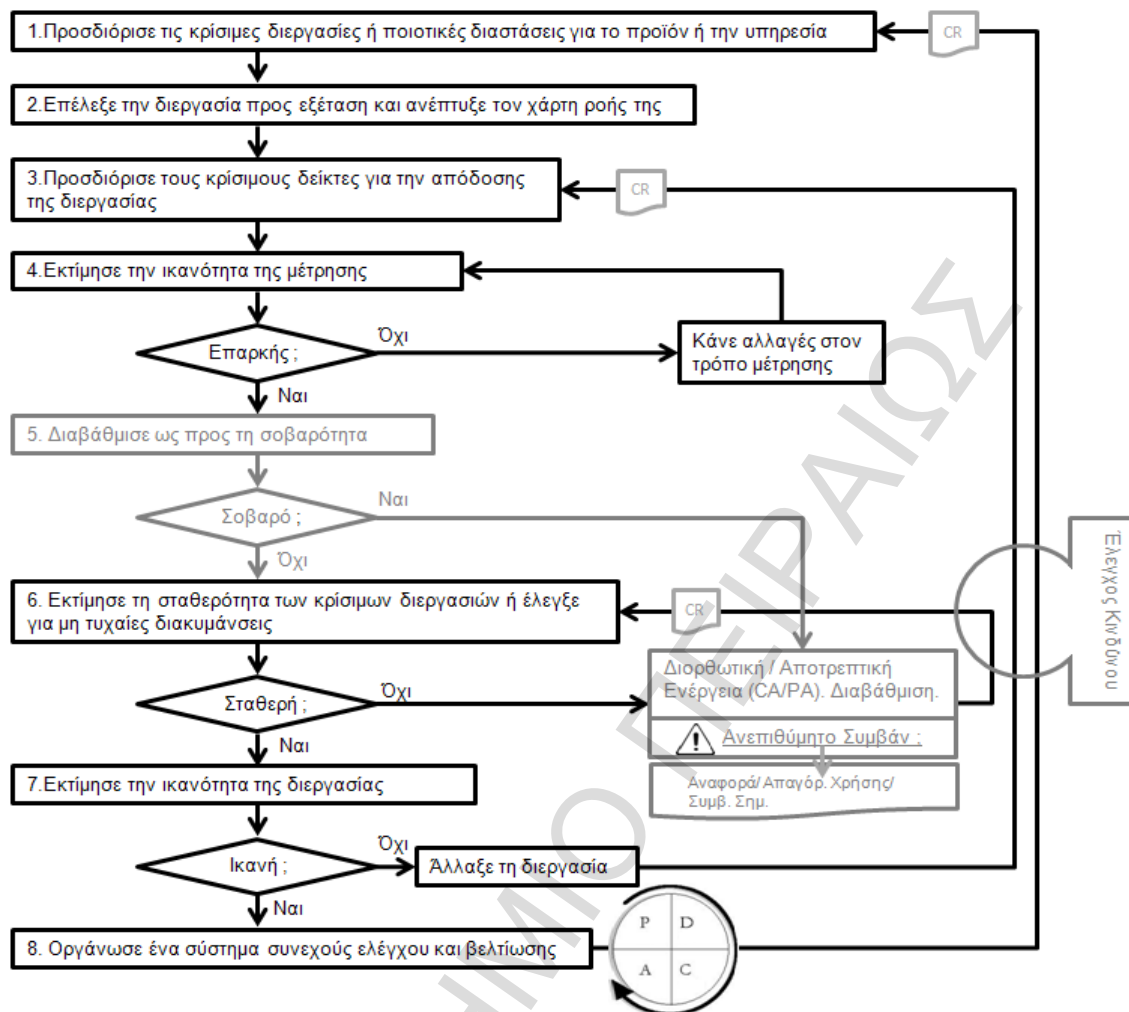 1.Προσδιόρισε τις κρίσιμες διεργασίες ή ποιοτικές διαστάσεις για το προϊόν ή την υπηρεσία
CR
2.Επέλεξε την διεργασία προς εξέταση και ανέπτυξε τον χάρτη ροής της
3.Προσδιόρισε τους κρίσιμους δείκτες για την απόδοσης
της διεργασίας
CR
4.Εκτίμησε την ικανότητα της μέτρησης
Επαρκής ;
Όχι
Κάνε αλλαγές στον
τρόπο μέτρησης
Ναι
5. Διαβάθμισε ως προς τη σοβαρότητα
Σοβαρό ;
Ναι
Όχι
Έλεγχος Κινδύνου
6. Εκτίμησε τη σταθερότητα των κρίσιμων διεργασιών ή έλεγξε
για μη τυχαίες διακυμάνσεις
CR
Διορθωτική / Αποτρεπτική
Ενέργεια (CA/PA). Διαβάθμιση.
Σταθερή ;
Όχι
Ανεπιθύμητο Συμβάν ;
Ναι
7.Εκτίμησε την ικανότητα της διεργασίας
Αναφορά/ Απαγόρ. Χρήσης/
Συμβ. Σημ.
Ικανή ;
Όχι
Άλλαξε τη διεργασία
Ναι
8. Οργάνωσε ένα σύστημα συνεχούς ελέγχου και βελτίωσης
P D
A C
ΗΜΙΟ ΠΕΙΡΑΙΩΣ